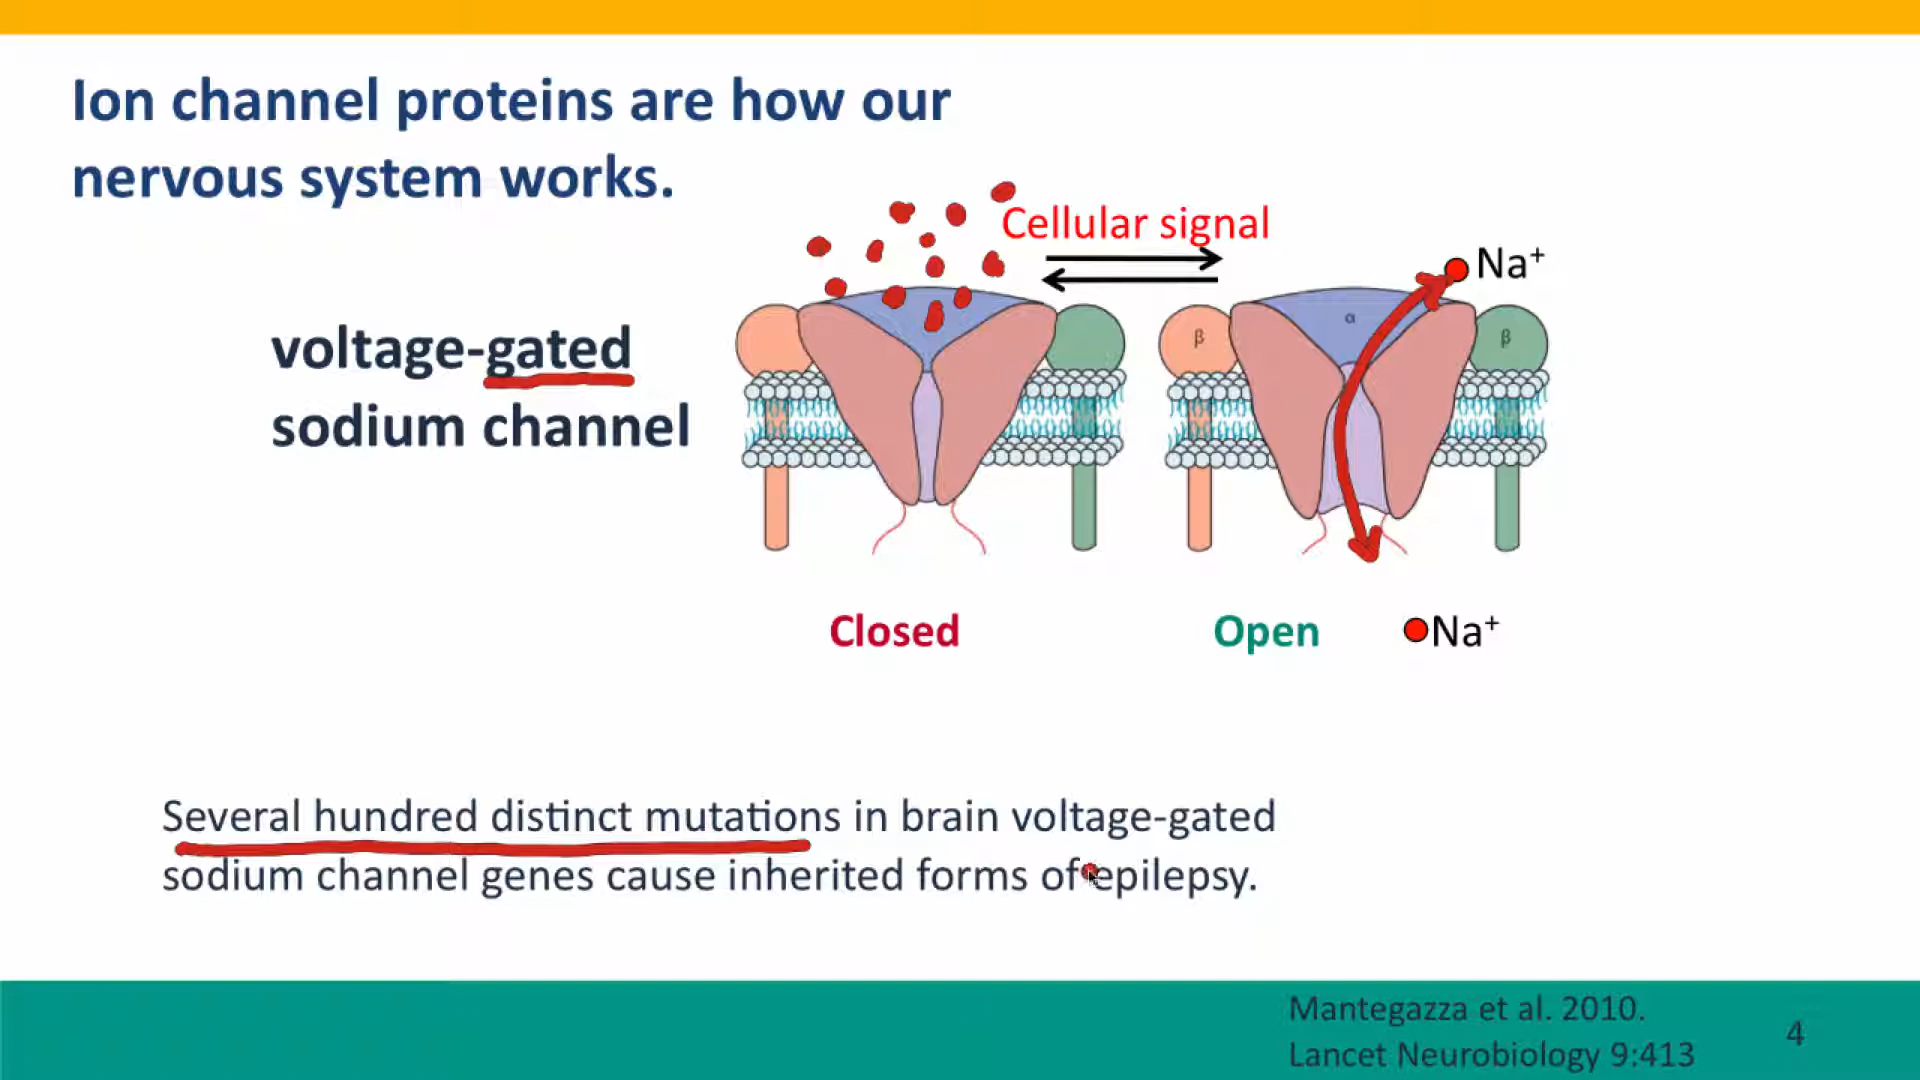 Ion channel proteins are how our
nervous system works.
Cellular signal
Na⁺
voltage-gated
sodium channel
β
α
β
Closed
Open
Na⁺
Several hundred distinct mutations in brain voltage-gated
sodium channel genes cause inherited forms of epilepsy.
Mantegazza et al. 2010.
Lancet Neurobiology 9:413
4